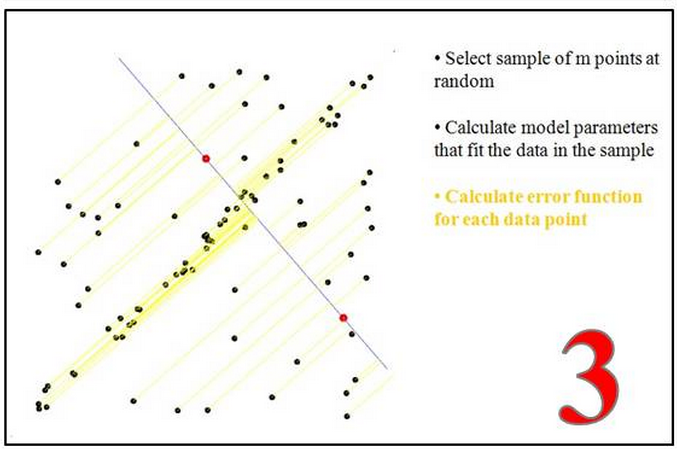 • Select sample of m points at
random
• Calculate model parameters
that fit the data in the sample
• Calculate error function
for each data point
3